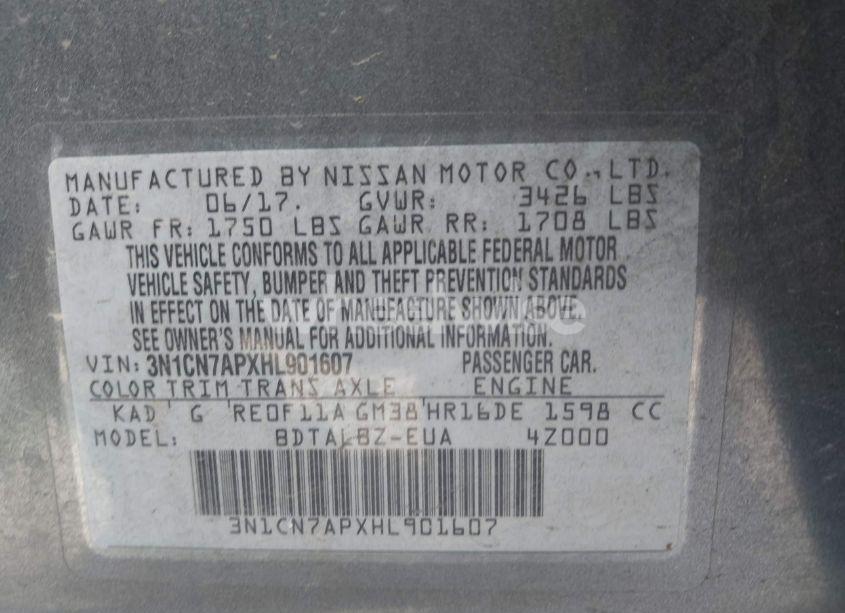 MANUFACTURED BY NISSAN MOTOR CO., LTD.
DATE: 06/17. GVWR: 3426 LBS
GAWR FR: 1750 LBS GAWR RR: 1708 LBS
THIS VEHICLE CONFORMS TO ALL APPLICABLE FEDERAL MOTOR
VEHICLE SAFETY, BUMPER AND THEFT PREVENTION STANDARDS
IN EFFECT ON THE DATE OF MANUFACTURE SHOWN ABOVE.
SEE OWNER'S MANUAL FOR ADDITIONAL INFORMATION.
VIN: 3N1CN7APXHL901607 PASSENGER CAR.
COLOR TRIM TRANS AXLE ENGINE
KAD G RE0F11A GM38 HR16DE 1598 CC
MODEL: BDTALBZ-EUA 4Z000
3N1CN7APXHL901607